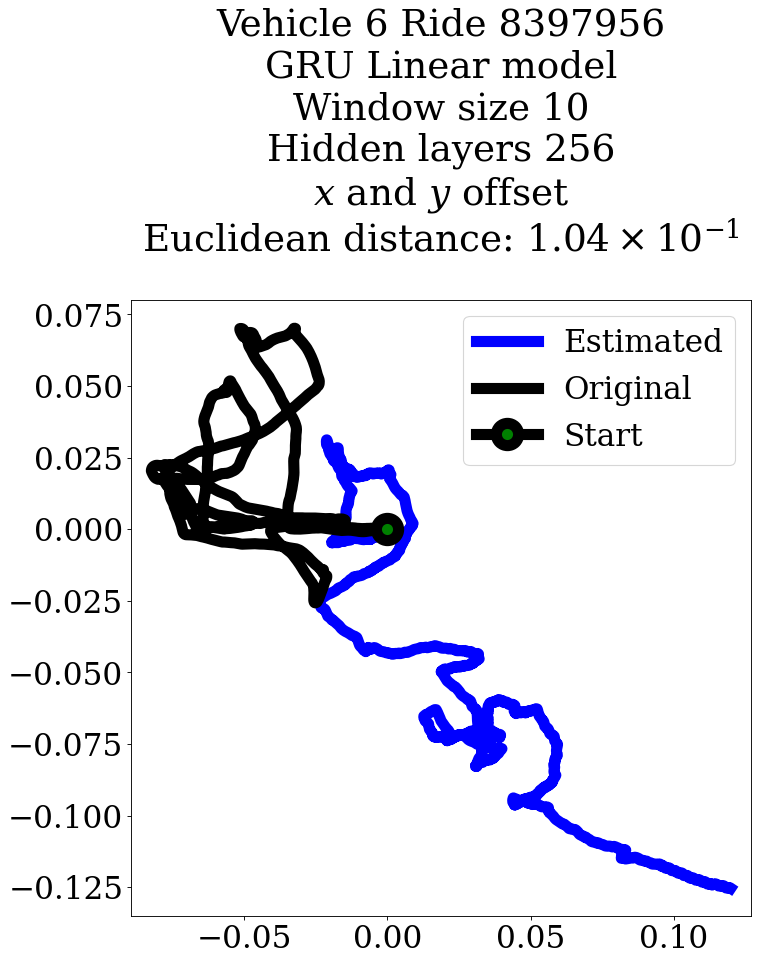 Vehicle 6 Ride 8397956
GRU Linear model
Window size 10
Hidden layers 256
x and y offset
Euclidean distance: 1.04 × 10⁻¹
Estimated
Original
Start
0.075
0.050
0.025
0.000
−0.025
−0.050
−0.075
−0.100
−0.125
−0.05 0.00 0.05 0.10